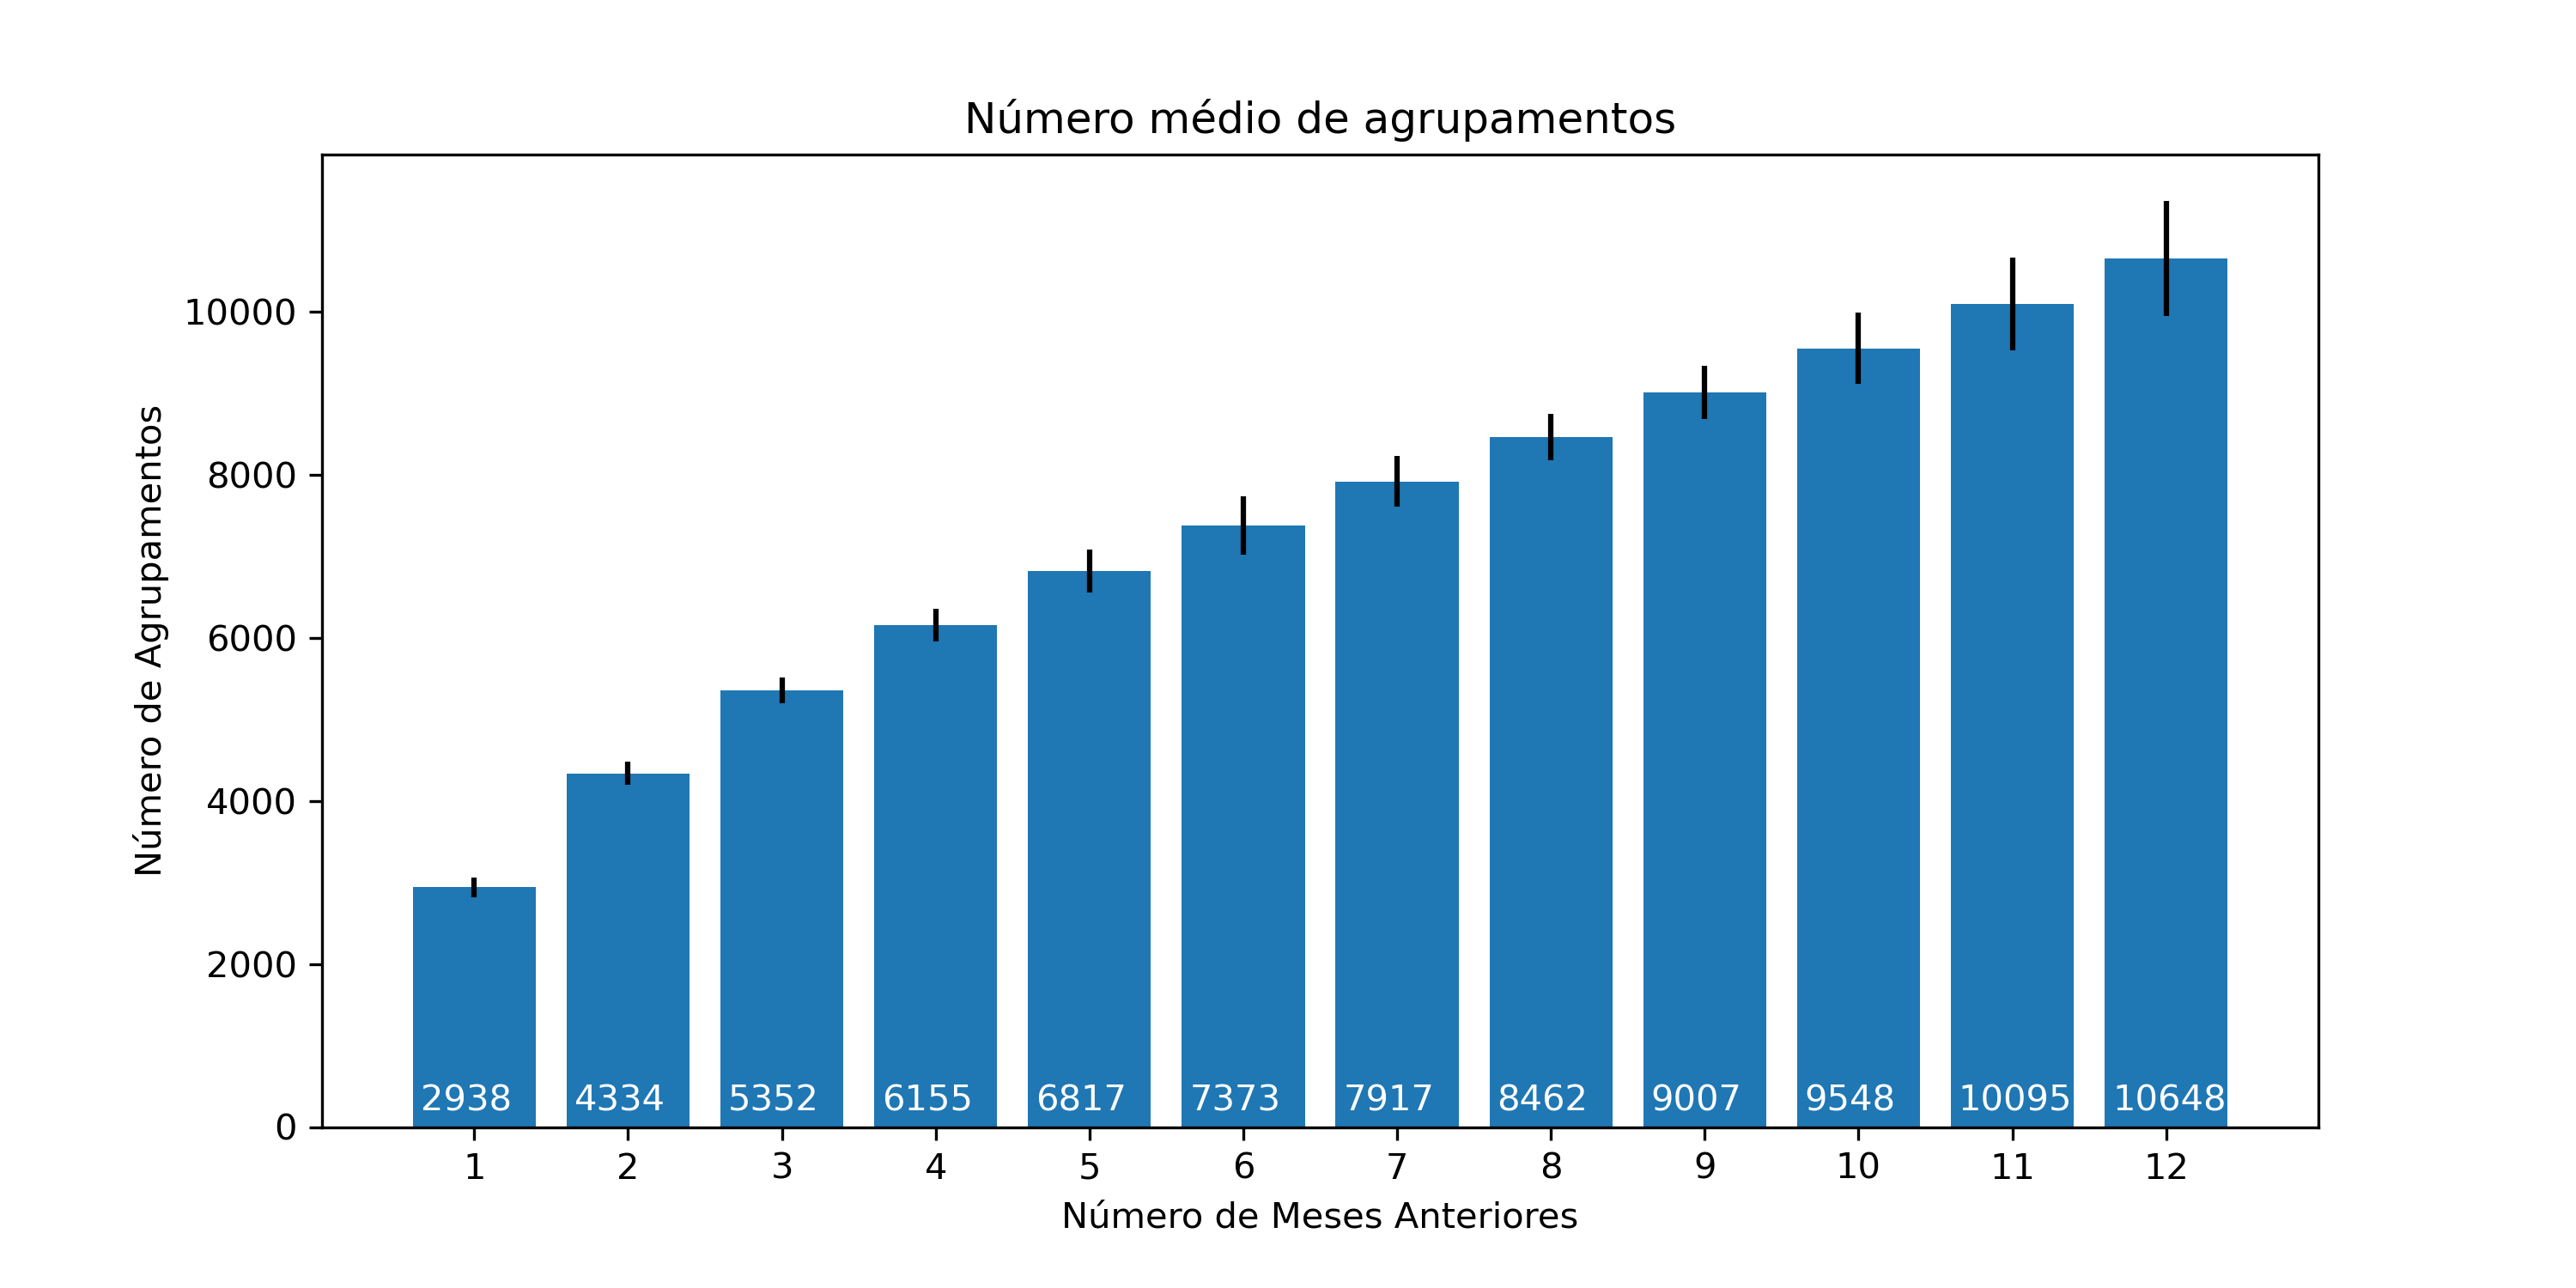 Número médio de agrupamentos
Número de Agrupamentos
10000
8000
6000
4000
2000
0
2938 4334 5352 6155 6817 7373 7917 8462 9007 9548 10095 10648
1 2 3 4 5 6 7 8 9 10 11 12
Número de Meses Anteriores